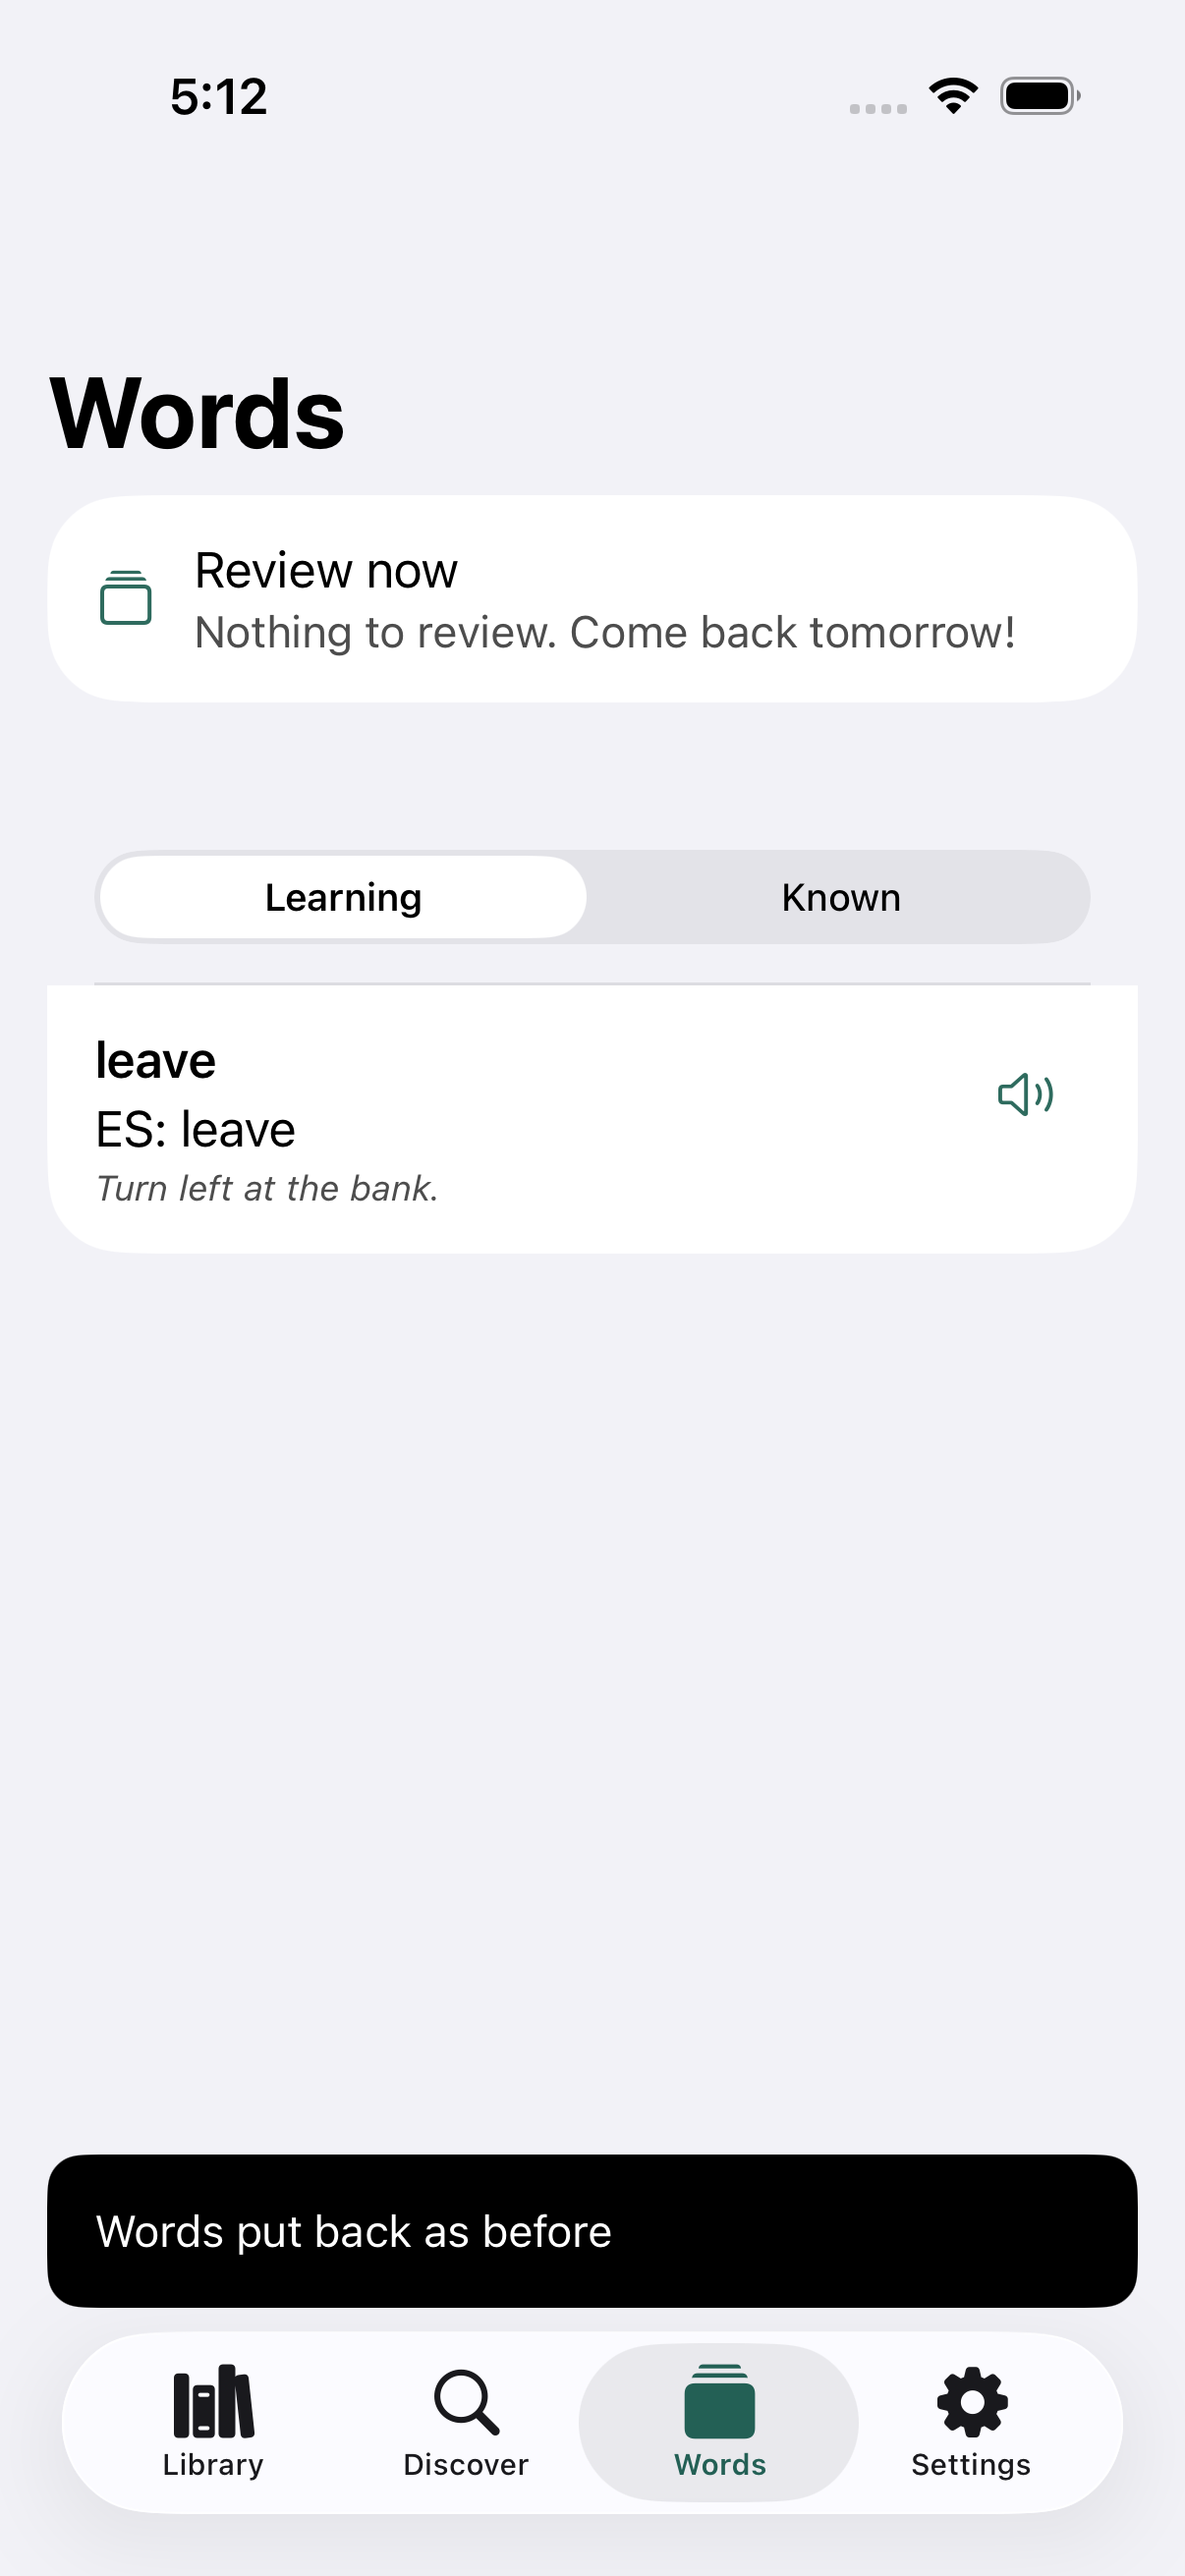 5:12
Words
Review now
Nothing to review. Come back tomorrow!
Learning
Known
leave
ES: leave
Turn left at the bank.
Words put back as before
Library
Discover
Words
Settings